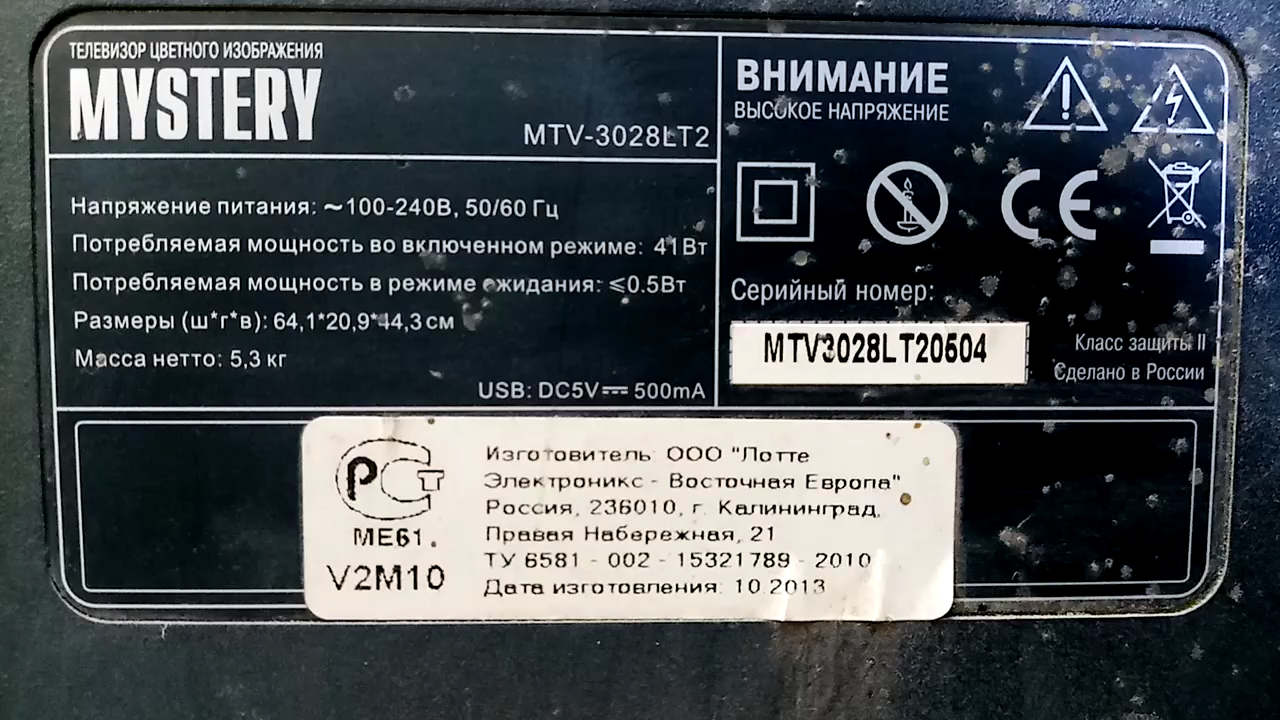 ТЕЛЕВИЗОР ЦВЕТНОГО ИЗОБРАЖЕНИЯ
MYSTERY
MTV-3028LT2
Напряжение питания: ~100-240В, 50/60 Гц
Потребляемая мощность во включенном режиме: 41Вт
Потребляемая мощность в режиме ожидания: ≤0.5Вт
Размеры (ш*г*в): 64,1*20,9*44,3см
Масса нетто: 5,3 кг
USB: DC5V⎓ 500mA
ВНИМАНИЕ
ВЫСОКОЕ НАПРЯЖЕНИЕ
CE
Серийный номер:
MTV3028LT20604
Класс защиты II
Сделано в России
РСТ
МЕ61.
V2M10
Изготовитель: ООО "Лотте
Электроникс - Восточная Европа"
Россия, 236010, г. Калининград,
Правая Набережная, 21
ТУ 6581 - 002 - 15321789 - 2010
Дата изготовления: 10.2013